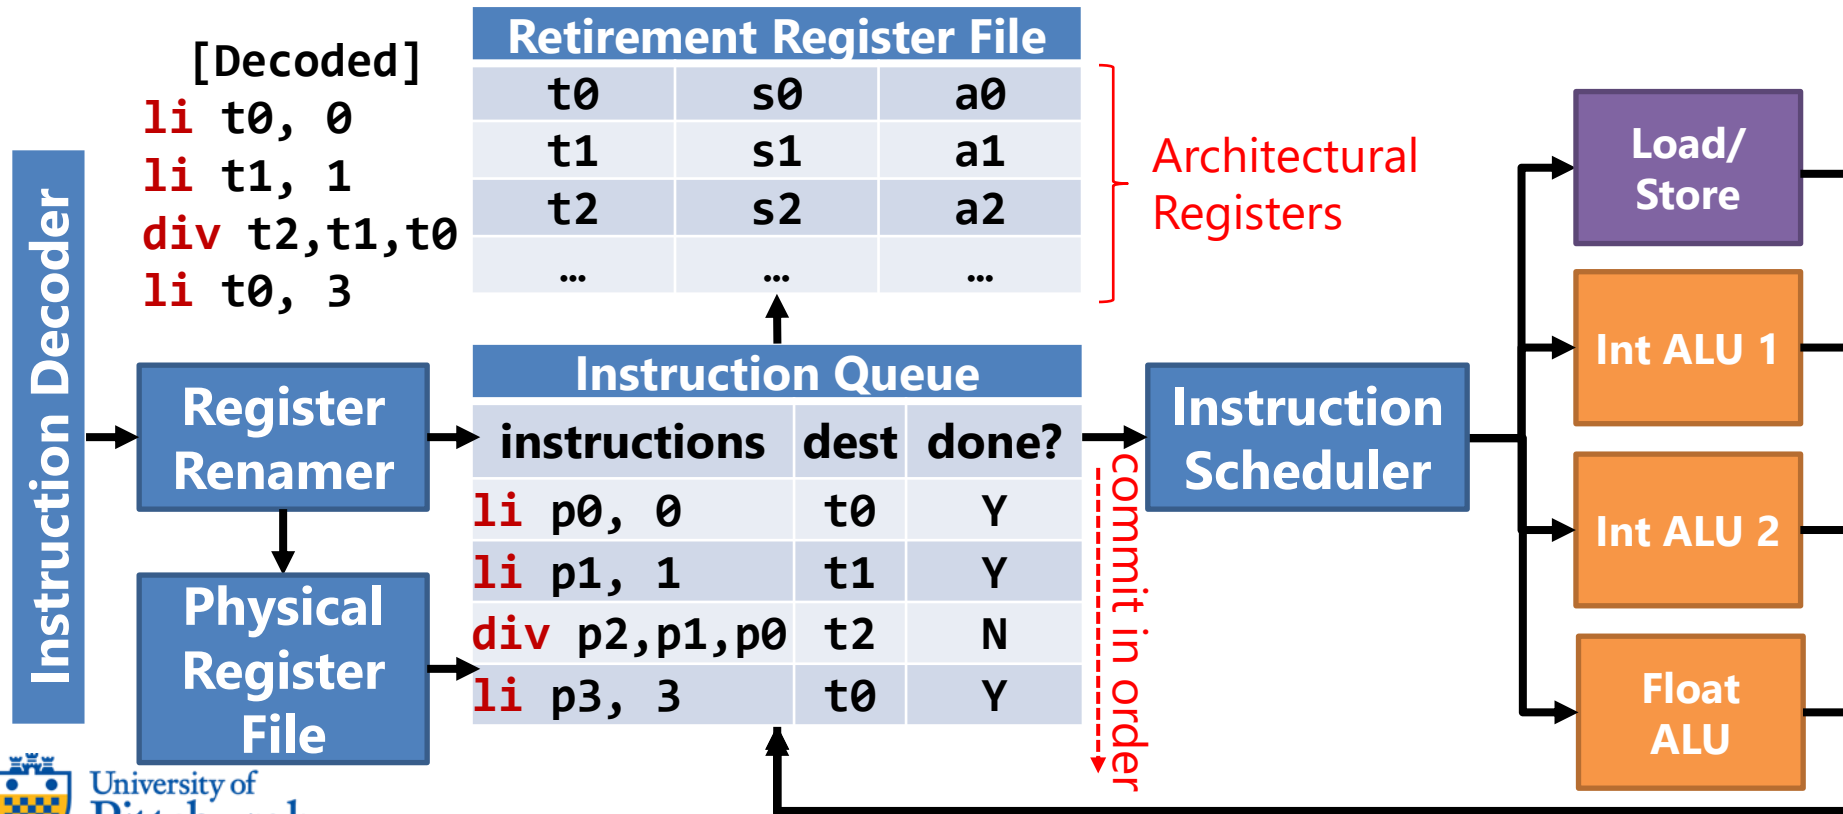 [Decoded]
li t0, 0
li t1, 1
div t2,t1,t0
li t0, 3
Instruction Decoder
Register
Renamer
Physical
Register
File
Retirement Register File
t0 s0 a0
t1 s1 a1
t2 s2 a2
… … …
Architectural
Registers
Instruction Queue
instructions dest done?
li p0, 0 t0 Y
li p1, 1 t1 Y
div p2,p1,p0 t2 N
li p3, 3 t0 Y
commit in order
Instruction
Scheduler
Load/
Store
Int ALU 1
Int ALU 2
Float
ALU
University of